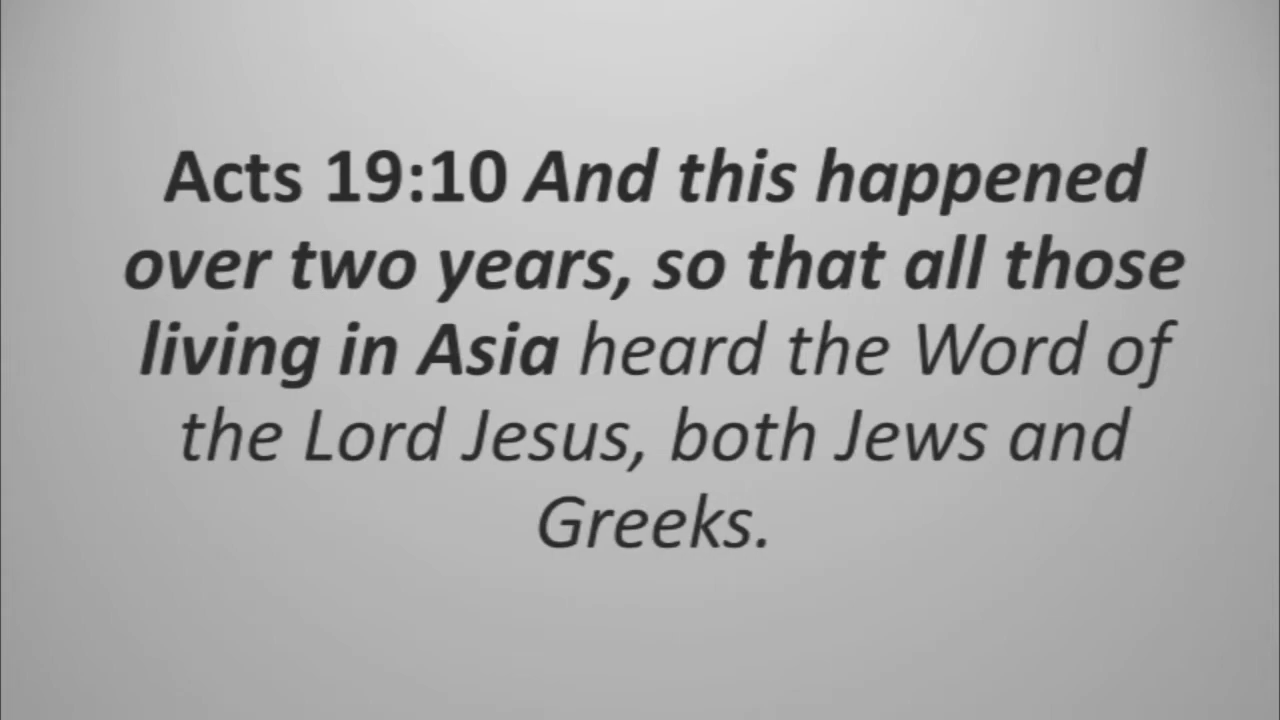 Acts 19:10 And this happened
over two years, so that all those
living in Asia heard the Word of
the Lord Jesus, both Jews and
Greeks.